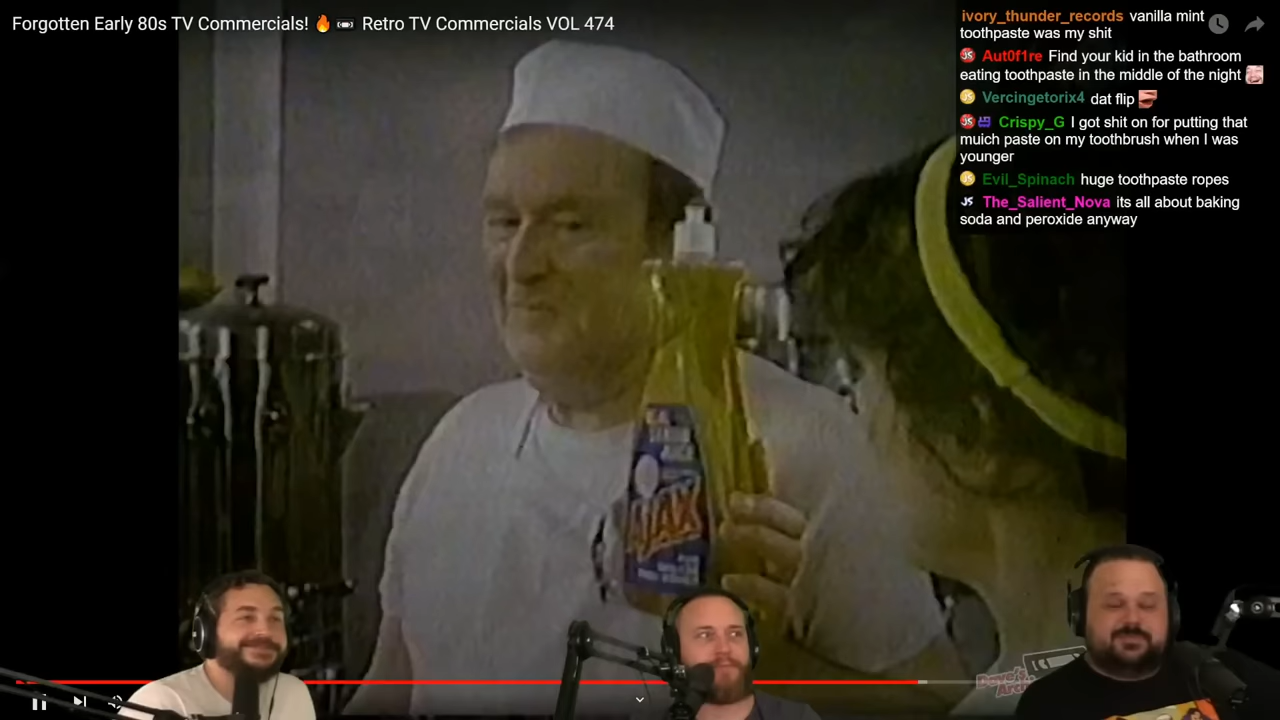 Forgotten Early 80s TV Commercials! 🔥 📼 Retro TV Commercials VOL 474
ivory_thunder_records vanilla mint
toothpaste was my shit
Aut0f1re Find your kid in the bathroom
eating toothpaste in the middle of the night
Vercingetorix4 dat flip
Crispy_G I got shit on for putting that
muich paste on my toothbrush when I was
younger
Evil_Spinach huge toothpaste ropes
The_Salient_Nova its all about baking
soda and peroxide anyway
AJAX
Dave's